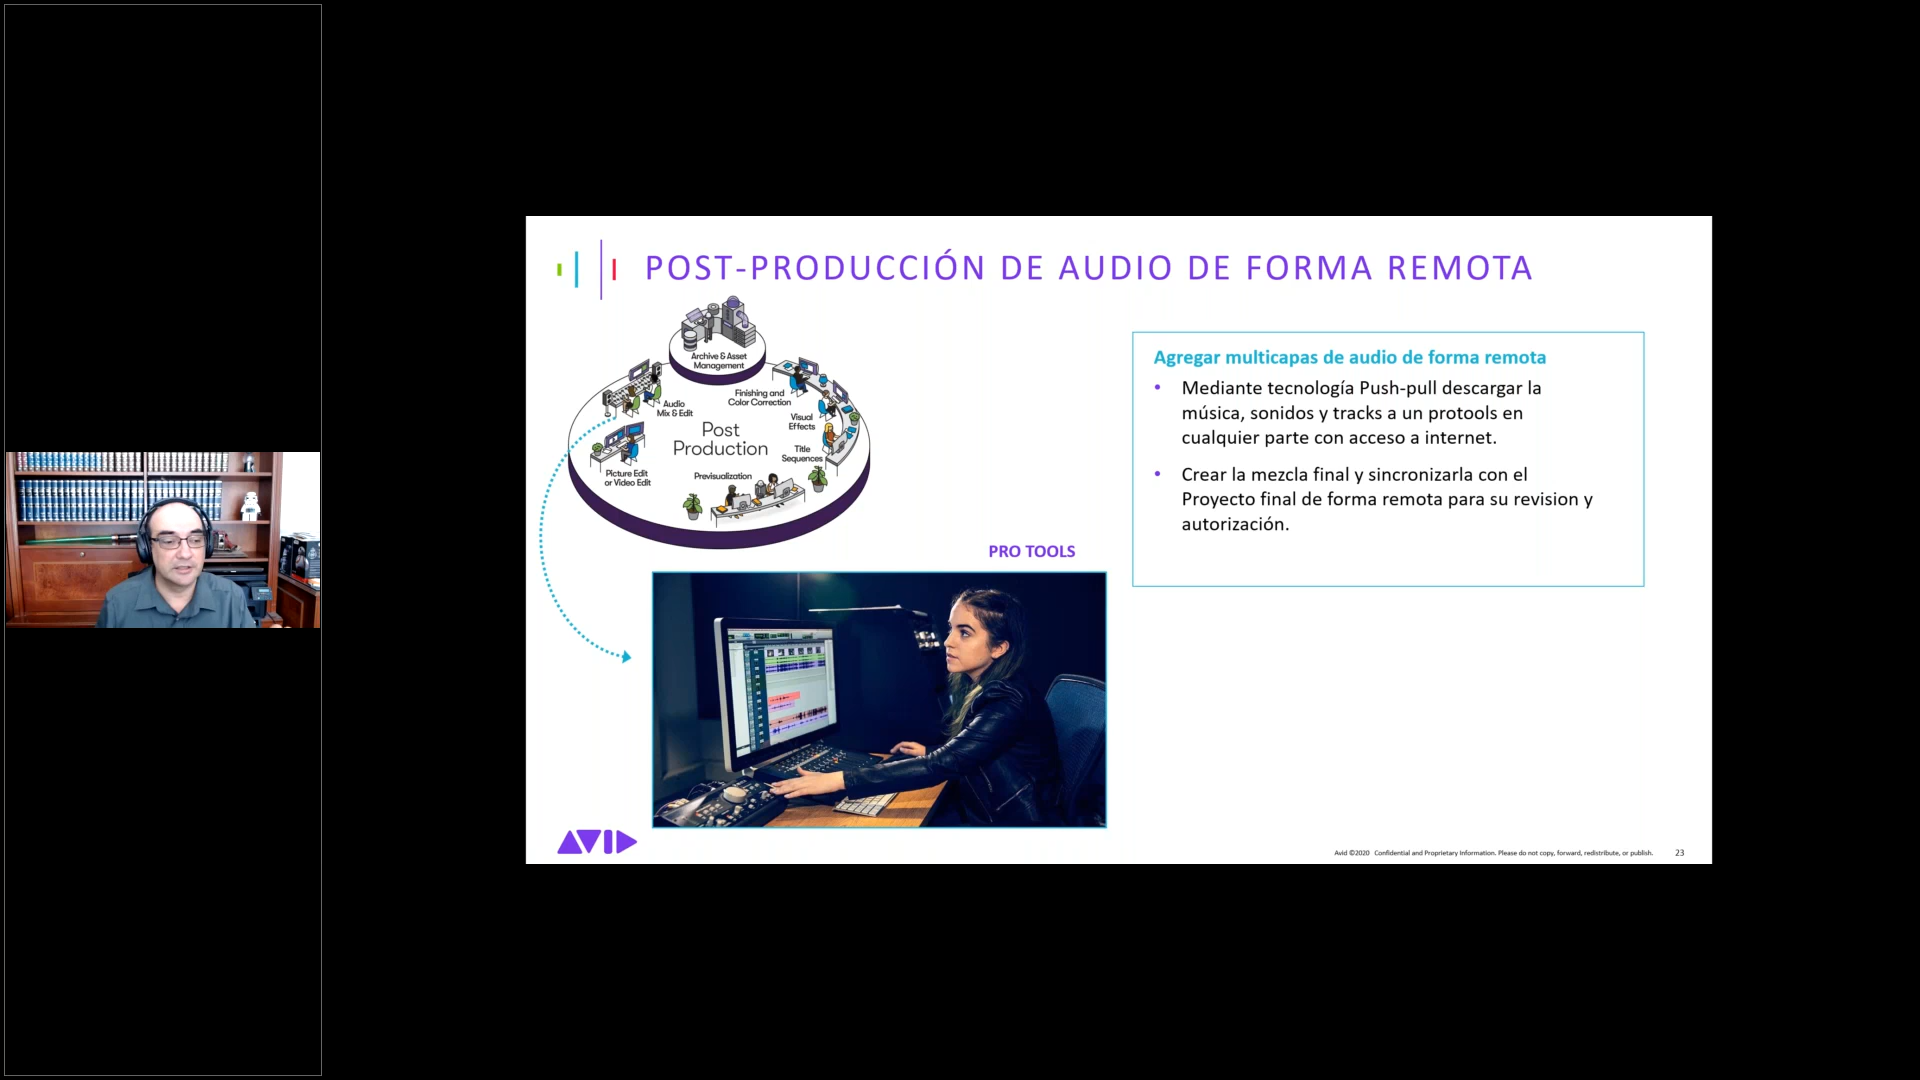 POST-PRODUCCIÓN DE AUDIO DE FORMA REMOTA
Archive & Asset
Management
Audio
Mix & Edit
Finishing and
Color Correction
Visual
Effects
Post
Production
Title
Sequences
Picture Edit
or Video Edit
Previsualization
PRO TOOLS
Agregar multicapas de audio de forma remota
• Mediante tecnología Push-pull descargar la
música, sonidos y tracks a un protools en
cualquier parte con acceso a internet.
• Crear la mezcla final y sincronizarla con el
Proyecto final de forma remota para su revision y
autorización.
AVID
Avid ©2020 Confidential and Proprietary Information. Please do not copy, forward, redistribute, or publish.
23